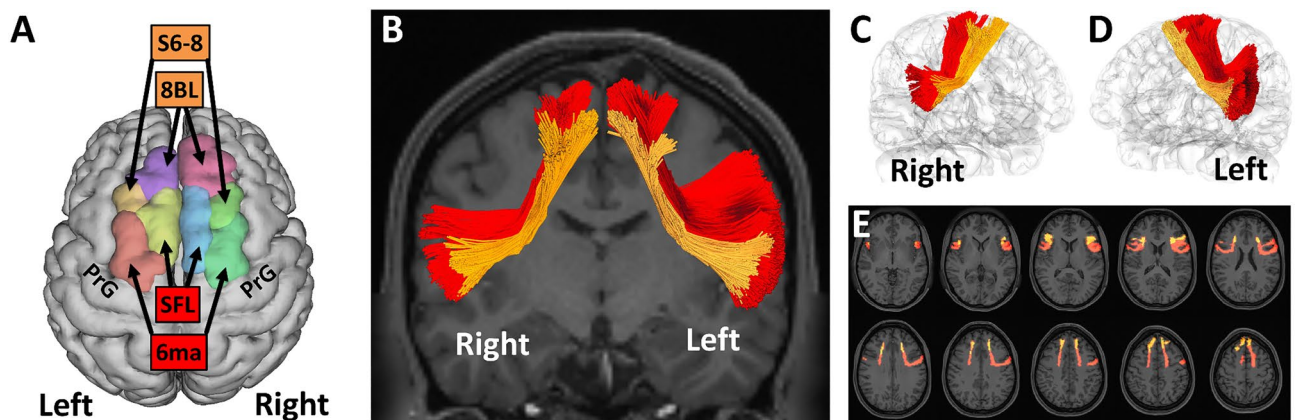 A
S6-8
8BL
PrG
PrG
SFL
6ma
Left
Right
B
Right
Left
C
Right
D
Left
E